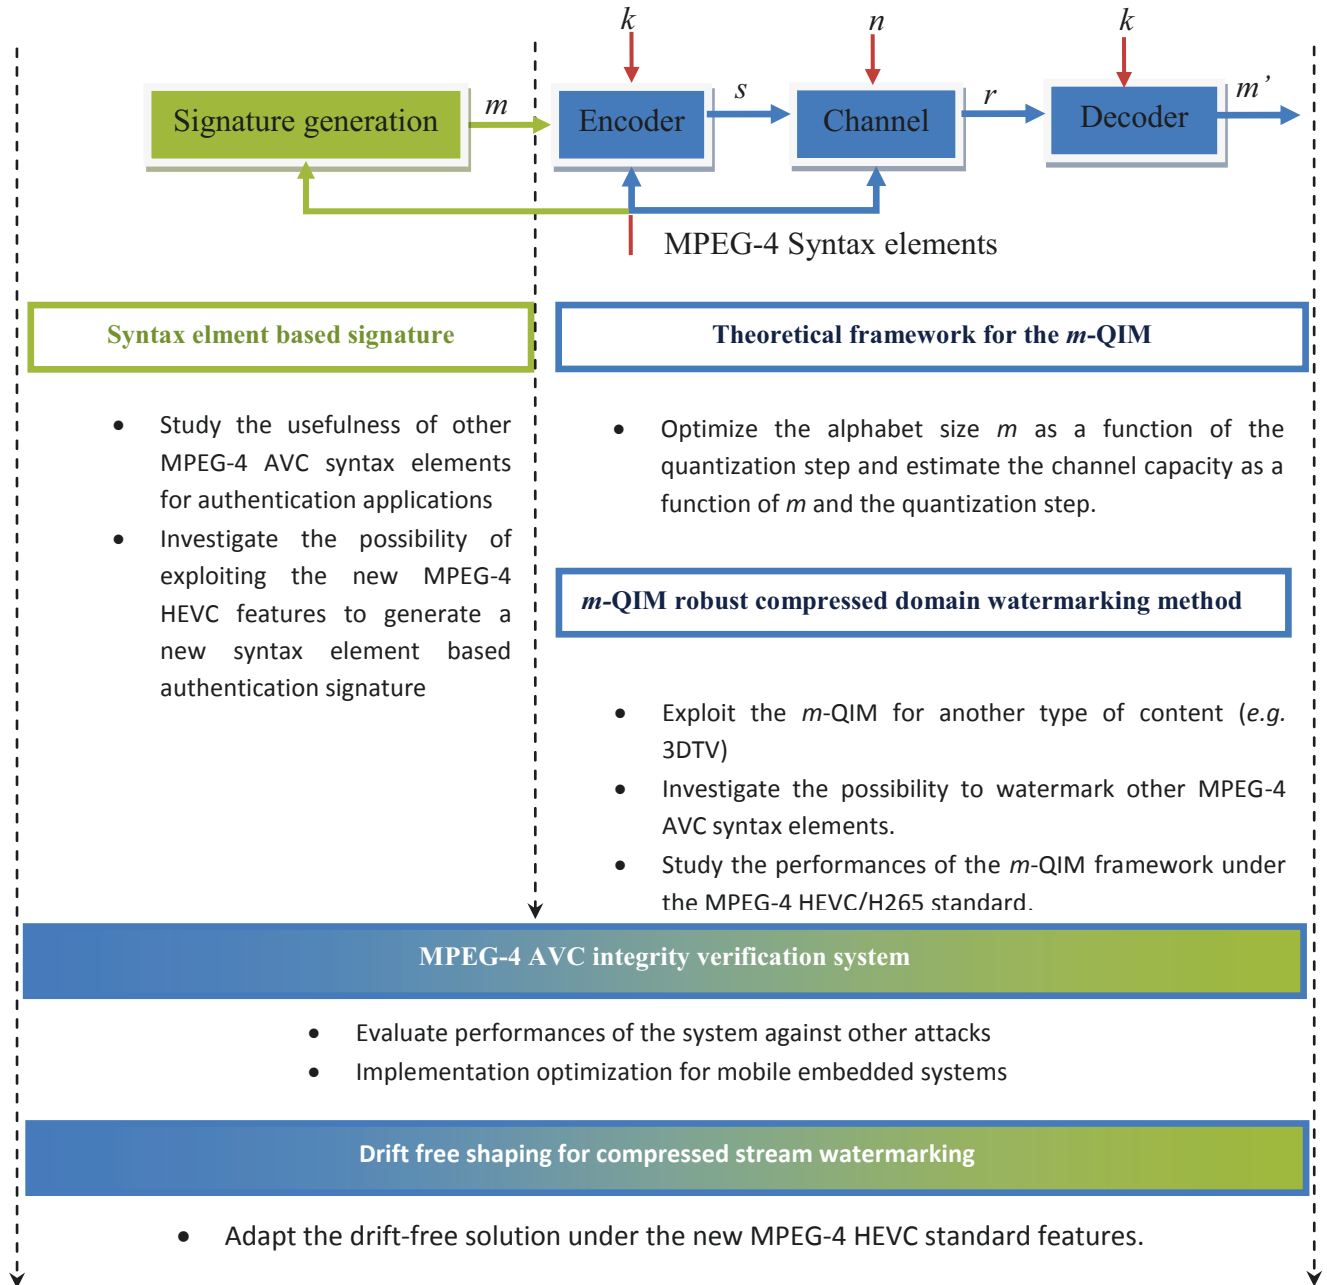 k
n
k
Signature generation
m
Encoder
s
Channel
r
Decoder
m’
MPEG-4 Syntax elements
Syntax elment based signature
• Study the usefulness of other
MPEG-4 AVC syntax elements
for authentication applications
• Investigate the possibility of
exploiting the new MPEG-4
HEVC features to generate a
new syntax element based
authentication signature
Theoretical framework for the m-QIM
• Optimize the alphabet size m as a function of the
quantization step and estimate the channel capacity as a
function of m and the quantization step.
m-QIM robust compressed domain watermarking method
• Exploit the m-QIM for another type of content (e.g.
3DTV)
• Investigate the possibility to watermark other MPEG-4
AVC syntax elements.
• Study the performances of the m-QIM framework under
the MPEG-4 HEVC/H265 standard.
MPEG-4 AVC integrity verification system
• Evaluate performances of the system against other attacks
• Implementation optimization for mobile embedded systems
Drift free shaping for compressed stream watermarking
• Adapt the drift-free solution under the new MPEG-4 HEVC standard features.